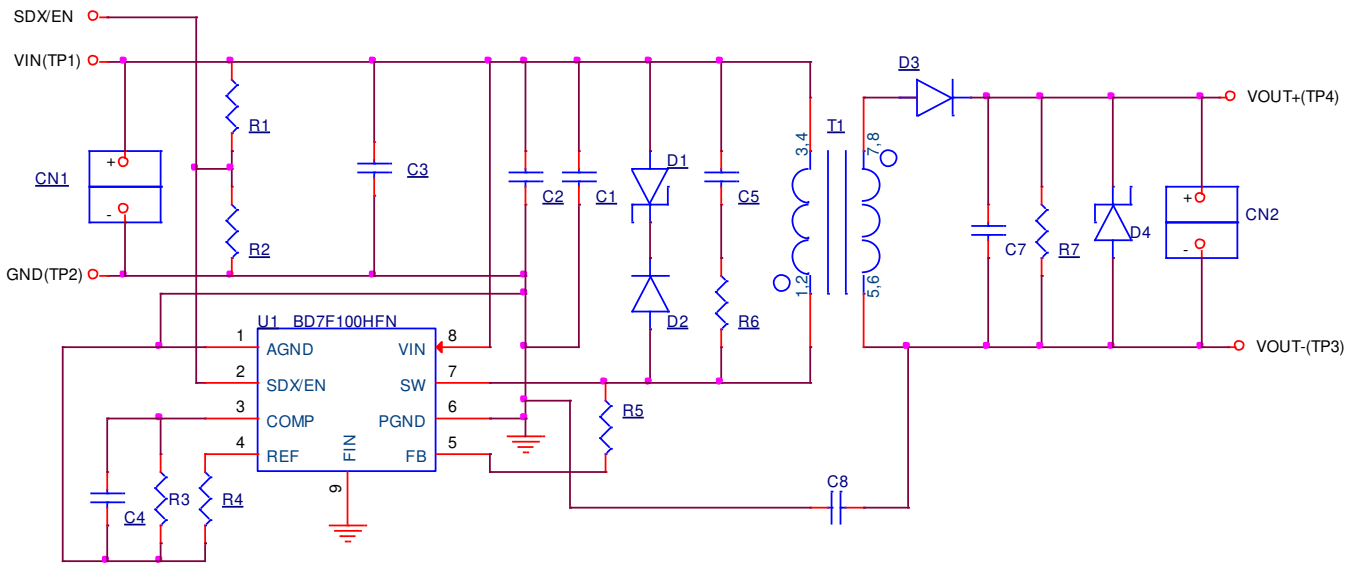 SDX/EN
VIN(TP1)
D3
VOUT+(TP4)
R1
T1
3,4
7,8
+
CN1
-
C3
C2
C1
D1
C5
+
CN2
-
R2
C7
R7
D4
GND(TP2)
1,2
5,6
U1 BD7F100HFN
D2
R6
1 AGND
VIN 8
VOUT-(TP3)
2 SDX/EN
SW 7
3 COMP
PGND 6
R5
4 REF
FIN
FB 5
C4
R3
R4
9
C8